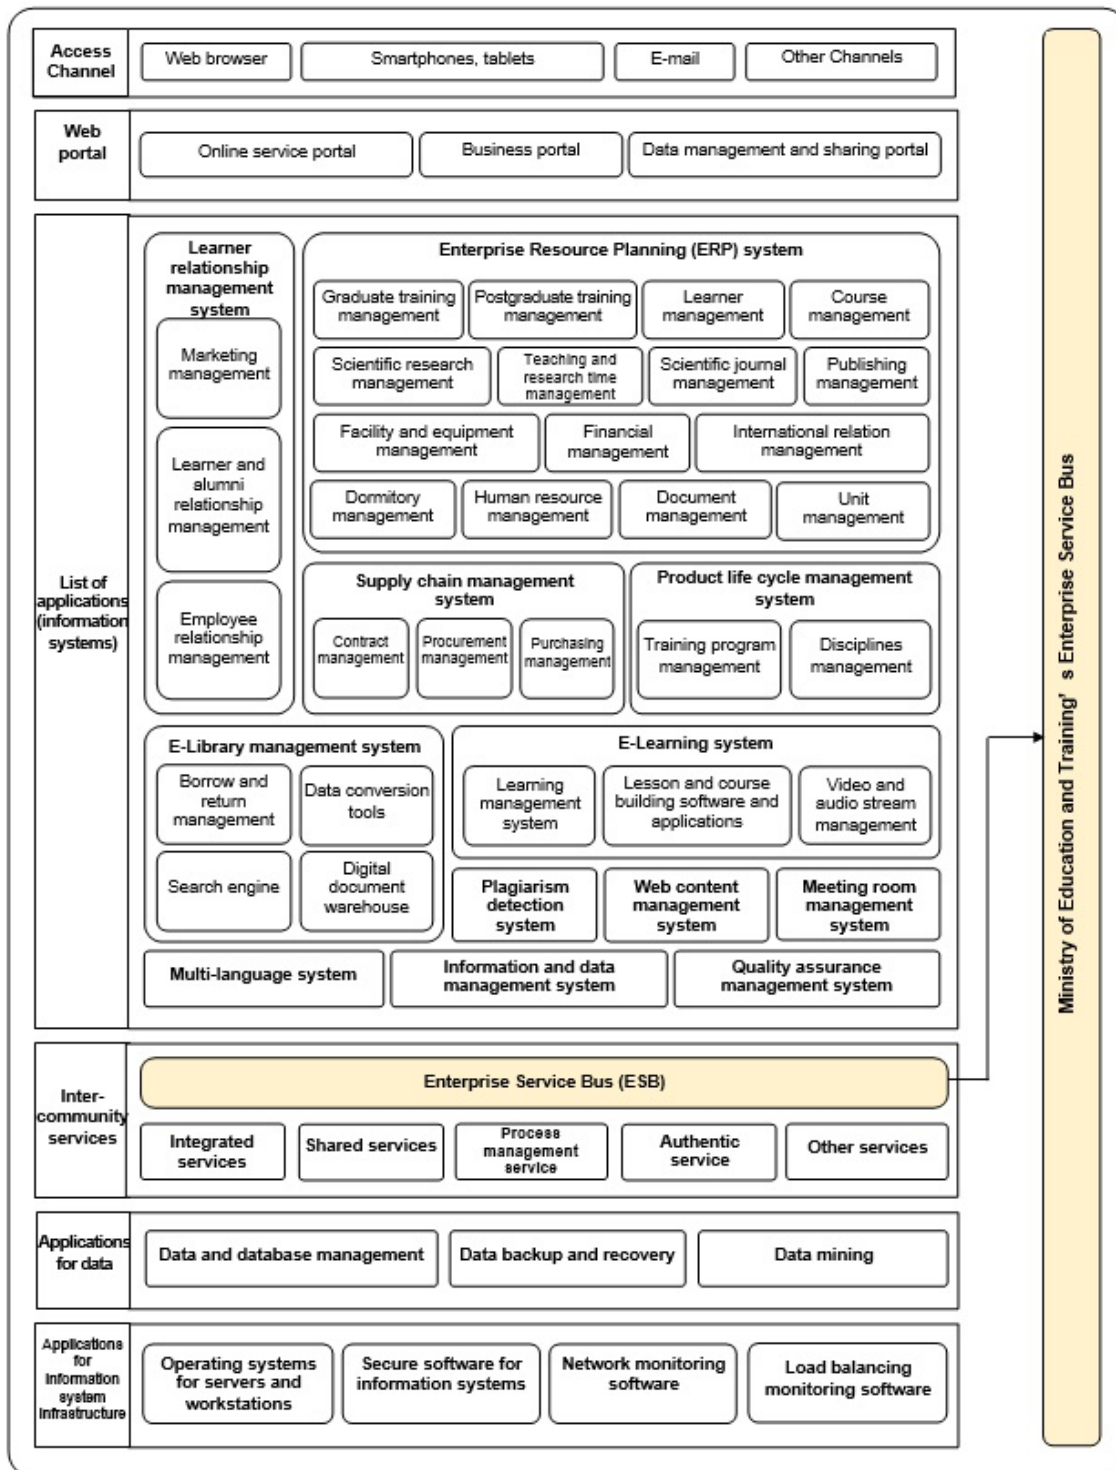 Access
Channel
Web browser
Smartphones, tablets
E-mail
Other Channels
Web
portal
Online service portal
Business portal
Data management and sharing portal
List of
applications
(information
systems)
Learner
relationship
management
system
Marketing
management
Learner and
alumni
relationship
management
Employee
relationship
management
Enterprise Resource Planning (ERP) system
Graduate training
management
Postgraduate training
management
Learner
management
Course
management
Scientific research
management
Teaching and
research time
management
Scientific journal
management
Publishing
management
Facility and equipment
management
Financial
management
International relation
management
Dormitory
management
Human resource
management
Document
management
Unit
management
Supply chain management
system
Contract
management
Procurement
management
Purchasing
management
Product life cycle management
system
Training program
management
Disciplines
management
E-Library management system
Borrow and
return
management
Data conversion
tools
Search engine
Digital
document
warehouse
E-Learning system
Learning
management
system
Lesson and course
building software and
applications
Video and
audio stream
management
Plagiarism
detection
system
Web content
management
system
Meeting room
management
system
Multi-language system
Information and data
management system
Quality assurance
management system
Inter-
community
services
Enterprise Service Bus (ESB)
Integrated
services
Shared services
Process
management
service
Authentic
service
Other services
Applications
for data
Data and database management
Data backup and recovery
Data mining
Applications
for
information
system
infrastructure
Operating systems
for servers and
workstations
Secure software for
information systems
Network monitoring
software
Load balancing
monitoring software
Ministry of Education and Training' s Enterprise Service Bus